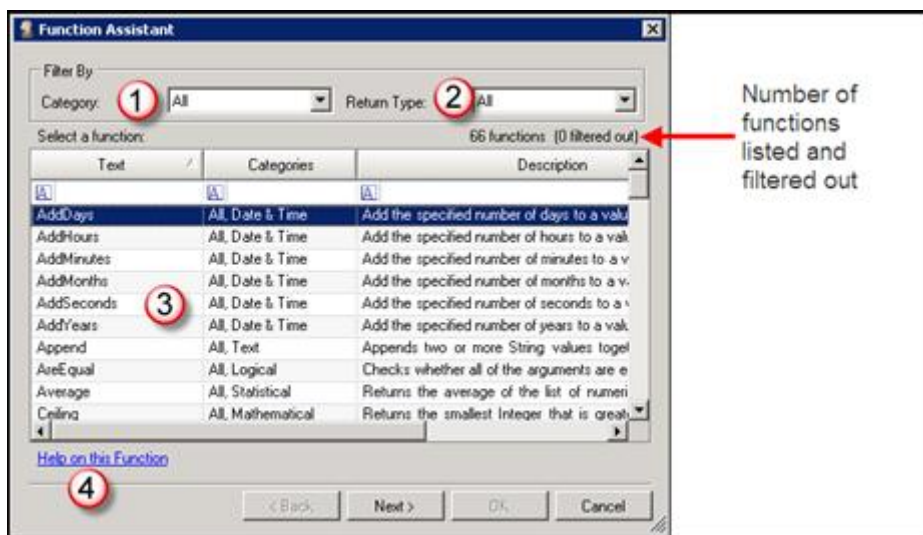 Function Assistant
Filter By
Category: 1 All Return Type: 2 All
Select a function: 66 functions (0 filtered out)
Number of
functions
listed and
filtered out
Text Categories Description
AddDays All, Date & Time Add the specified number of days to a valu
AddHours All, Date & Time Add the specified number of hours to a valu
AddMinutes All, Date & Time Add the specified number of minutes to a v
AddMonths All, Date & Time Add the specified number of months to a v
AddSeconds 3 All, Date & Time Add the specified number of seconds to a v
AddYears All, Date & Time Add the specified number of years to a valu
Append All, Text Appends two or more String values toget
AreEqual All, Logical Checks whether all of the arguments are e
Average All, Statistical Returns the average of the list of numeri
Ceiling All, Mathematical Returns the smallest Integer that is great
Help on this Function
4
< Back Next > OK Cancel